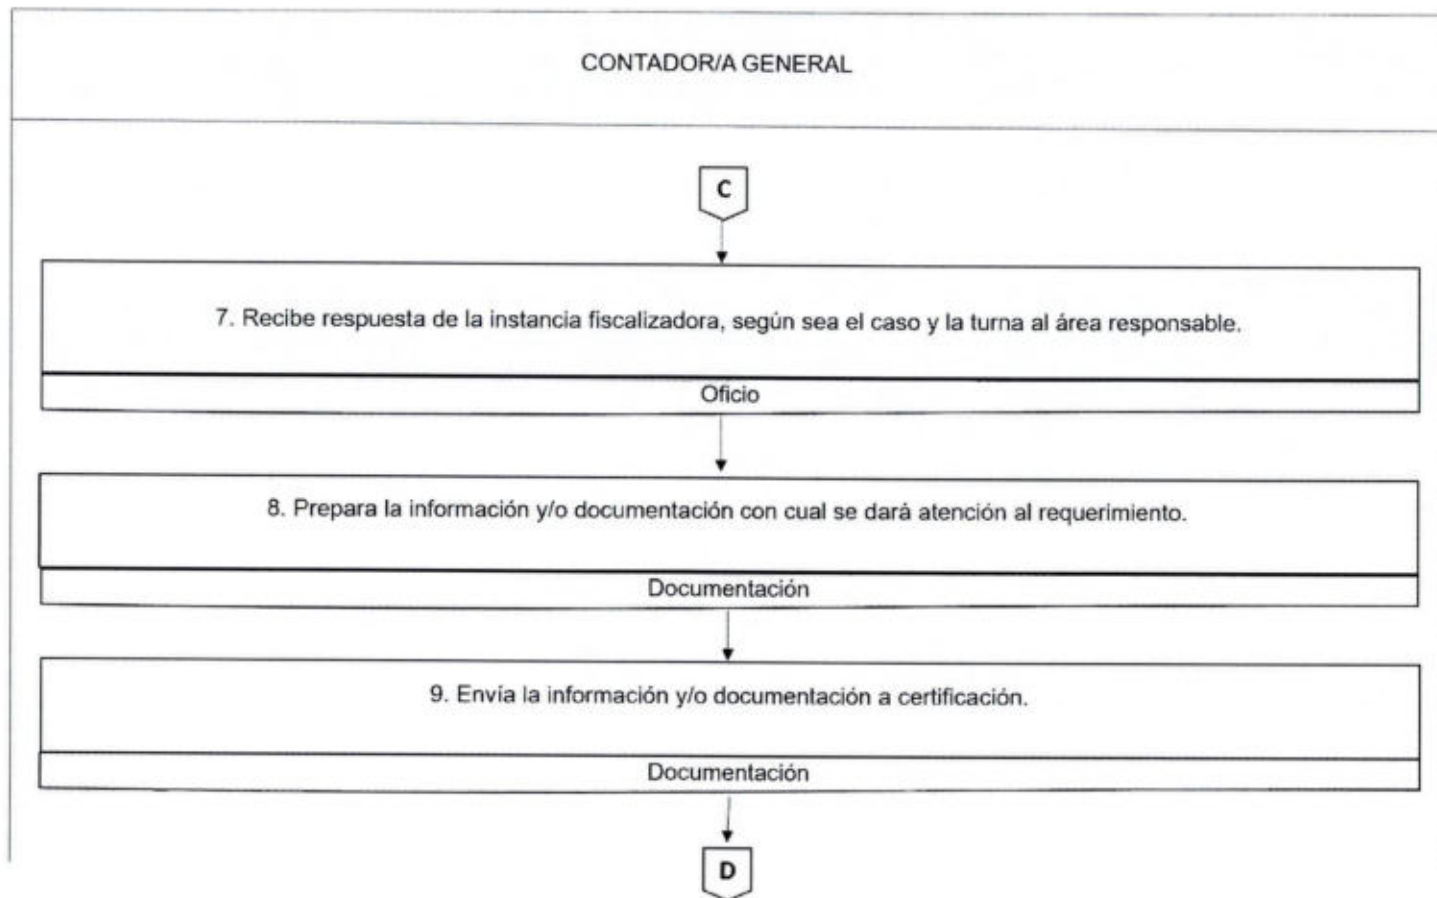 CONTADOR/A GENERAL
C
7. Recibe respuesta de la instancia fiscalizadora, según sea el caso y la turna al área responsable.
Oficio
8. Prepara la información y/o documentación con cual se dará atención al requerimiento.
Documentación
9. Envía la información y/o documentación a certificación.
Documentación
D